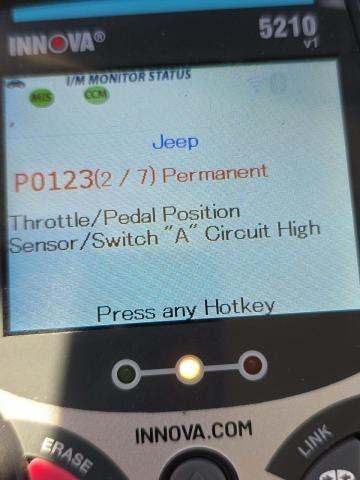 INNOVA®
5210
v1
I/M MONITOR STATUS
MIS
CCM
Jeep
P0123(2 / 7) Permanent
Throttle/Pedal Position
Sensor/Switch "A" Circuit High
Press any Hotkey
INNOVA.COM
ERASE
LINK